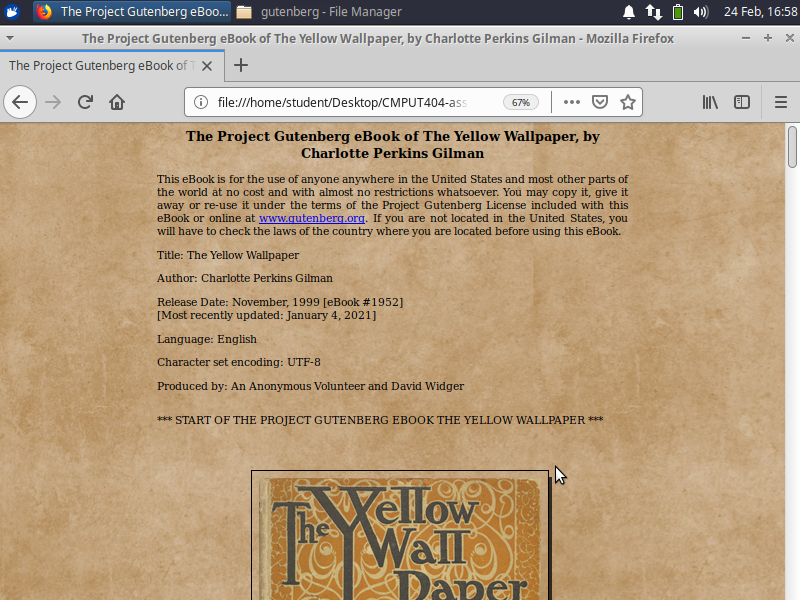 The Project Gutenberg eBoo... gutenberg - File Manager 24 Feb, 16:58
The Project Gutenberg eBook of The Yellow Wallpaper, by Charlotte Perkins Gilman - Mozilla Firefox
The Project Gutenberg eBook of
file:///home/student/Desktop/CMPUT404-ass 67%
The Project Gutenberg eBook of The Yellow Wallpaper, by
Charlotte Perkins Gilman
This eBook is for the use of anyone anywhere in the United States and most other parts of
the world at no cost and with almost no restrictions whatsoever. You may copy it, give it
away or re-use it under the terms of the Project Gutenberg License included with this
eBook or online at www.gutenberg.org. If you are not located in the United States, you
will have to check the laws of the country where you are located before using this eBook.
Title: The Yellow Wallpaper
Author: Charlotte Perkins Gilman
Release Date: November, 1999 [eBook #1952]
[Most recently updated: January 4, 2021]
Language: English
Character set encoding: UTF-8
Produced by: An Anonymous Volunteer and David Widger
*** START OF THE PROJECT GUTENBERG EBOOK THE YELLOW WALLPAPER ***
The Yellow
Wall
Paper